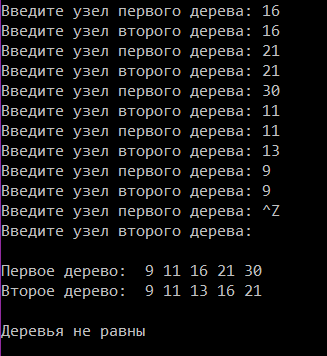 Введите узел первого дерева: 16
Введите узел второго дерева: 16
Введите узел первого дерева: 21
Введите узел второго дерева: 21
Введите узел первого дерева: 30
Введите узел второго дерева: 11
Введите узел первого дерева: 11
Введите узел второго дерева: 13
Введите узел первого дерева: 9
Введите узел второго дерева: 9
Введите узел первого дерева: ^Z
Введите узел второго дерева:
Первое дерево:  9 11 16 21 30
Второе дерево:  9 11 13 16 21
Деревья не равны